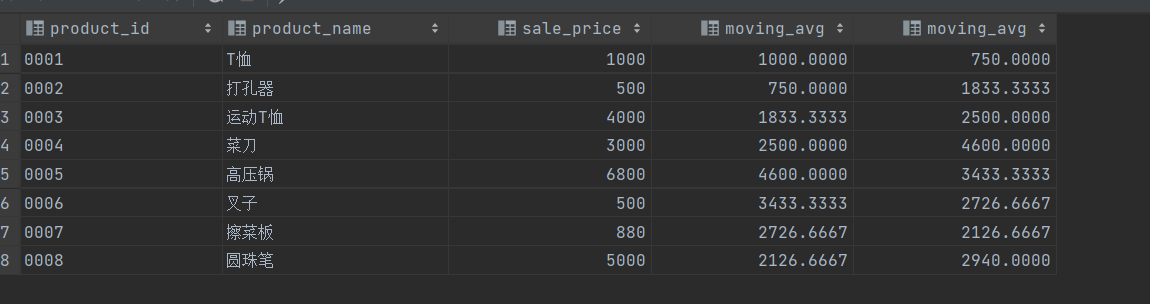 product_id product_name sale_price moving_avg moving_avg
1 0001 T恤 1000 1000.0000 750.0000
2 0002 打孔器 500 750.0000 1833.3333
3 0003 运动T恤 4000 1833.3333 2500.0000
4 0004 菜刀 3000 2500.0000 4600.0000
5 0005 高压锅 6800 4600.0000 3433.3333
6 0006 叉子 500 3433.3333 2726.6667
7 0007 擦菜板 880 2726.6667 2126.6667
8 0008 圆珠笔 5000 2126.6667 2940.0000